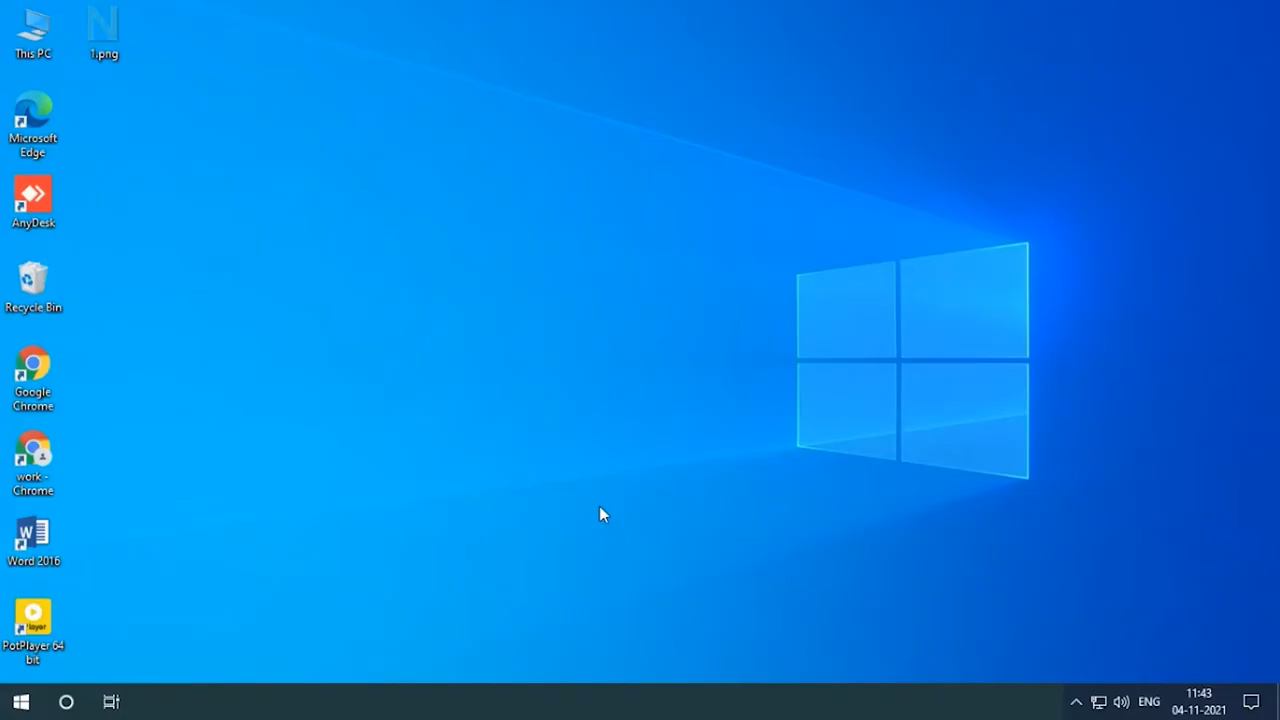 This PC
1.png
Microsoft
Edge
AnyDesk
Recycle Bin
Google
Chrome
work -
Chrome
W
Word 2016
PotPlayer 64
bit
ENG
11:43
04-11-2021